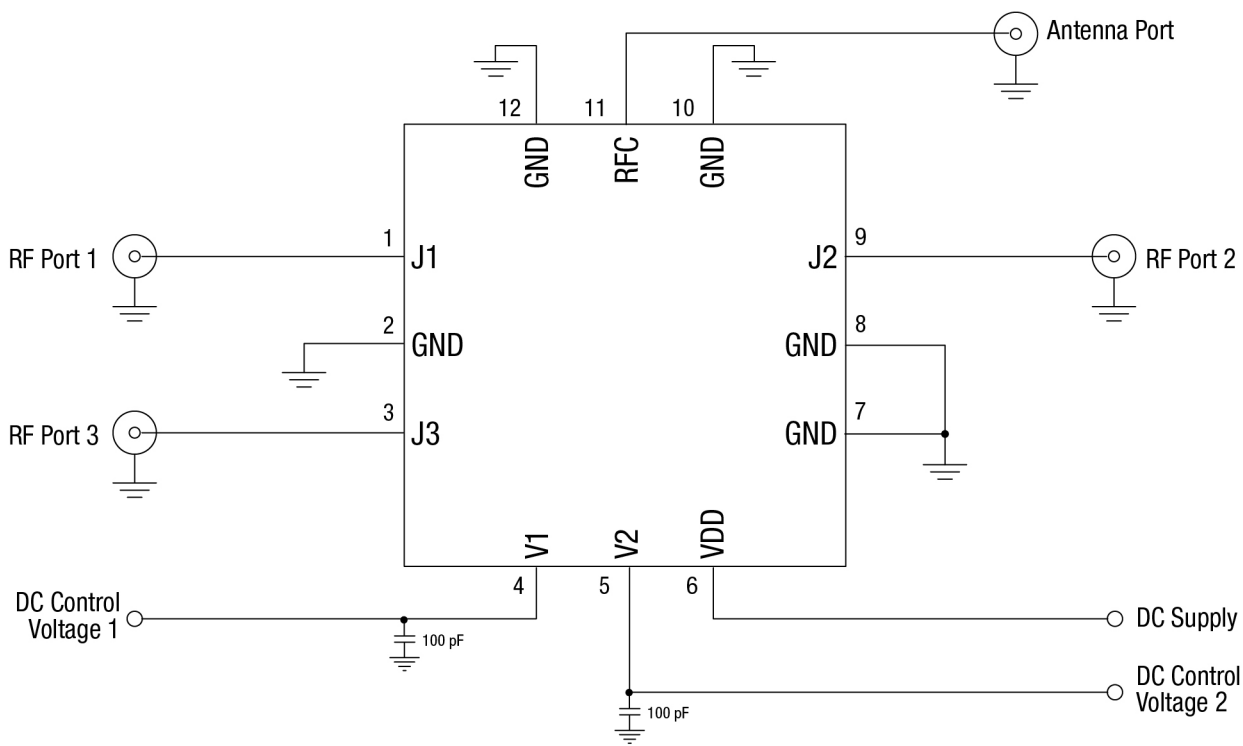 Antenna Port
12
11
10
GND
RFC
GND
RF Port 1
1
J1
9
J2
RF Port 2
2
GND
8
GND
RF Port 3
3
J3
7
GND
V1
V2
VDD
4
5
6
DC Control
Voltage 1
100 pF
DC Supply
DC Control
Voltage 2
100 pF